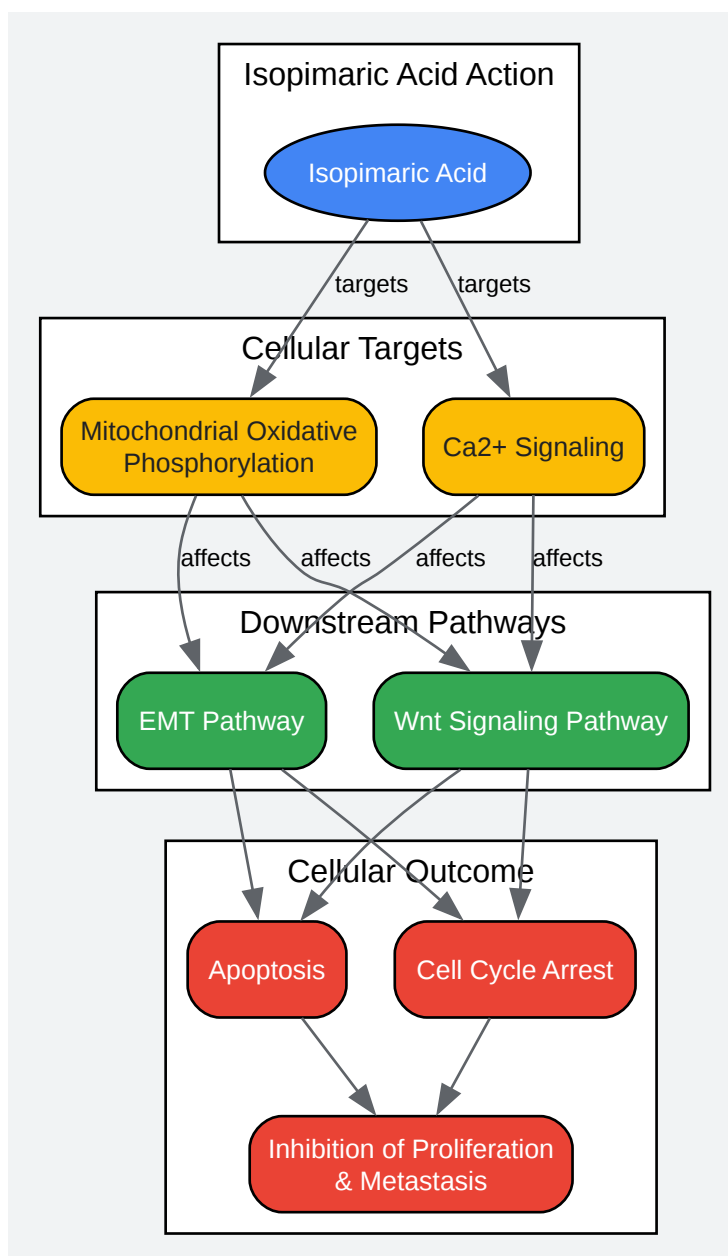 Isopimaric Acid Action
Isopimaric Acid
targets
targets
Cellular Targets
Mitochondrial Oxidative
Phosphorylation
Ca2+ Signaling
affects
affects
affects
affects
Downstream Pathways
EMT Pathway
Wnt Signaling Pathway
Cellular Outcome
Apoptosis
Cell Cycle Arrest
Inhibition of Proliferation
& Metastasis